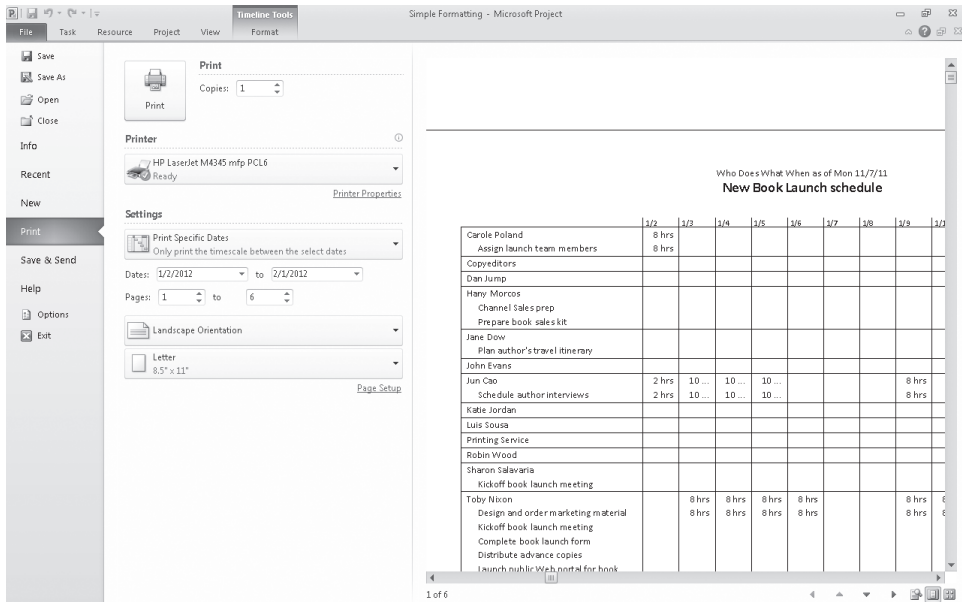 Timeline Tools
Simple Formatting - Microsoft Project
File Task Resource Project View Format
Save
Save As
Open
Close
Info
Recent
New
Print
Save & Send
Help
Options
Exit
Print
Print
Copies: 1
Printer
HP LaserJet M4345 mfp PCL6
Ready
Printer Properties
Settings
Print Specific Dates
Only print the timescale between the select dates
Dates: 1/2/2012 to 2/1/2012
Pages: 1 to 6
Landscape Orientation
Letter
8.5" x 11"
Page Setup
Who Does What When as of Mon 11/7/11
New Book Launch schedule
1/2 1/3 1/4 1/5 1/6 1/7 1/8 1/9 1/1
Carole Poland 8 hrs
Assign launch team members 8 hrs
Copyeditors
Dan Jump
Hany Morcos
Channel Sales prep
Prepare book sales kit
Jane Dow
Plan author's travel itinerary
John Evans
Jun Cao 2 hrs 10 ... 10 ... 10 ... 8 hrs
Schedule author interviews 2 hrs 10 ... 10 ... 10 ... 8 hrs
Katie Jordan
Luis Sousa
Printing Service
Robin Wood
Sharon Salavaria
Kickoff book launch meeting
Toby Nixon 8 hrs 8 hrs 8 hrs 8 hrs 8 hrs
Design and order marketing material 8 hrs 8 hrs 8 hrs 8 hrs 8 hrs
Kickoff book launch meeting
Complete book launch form
Distribute advance copies
Launch public Web portal for book
1 of 6